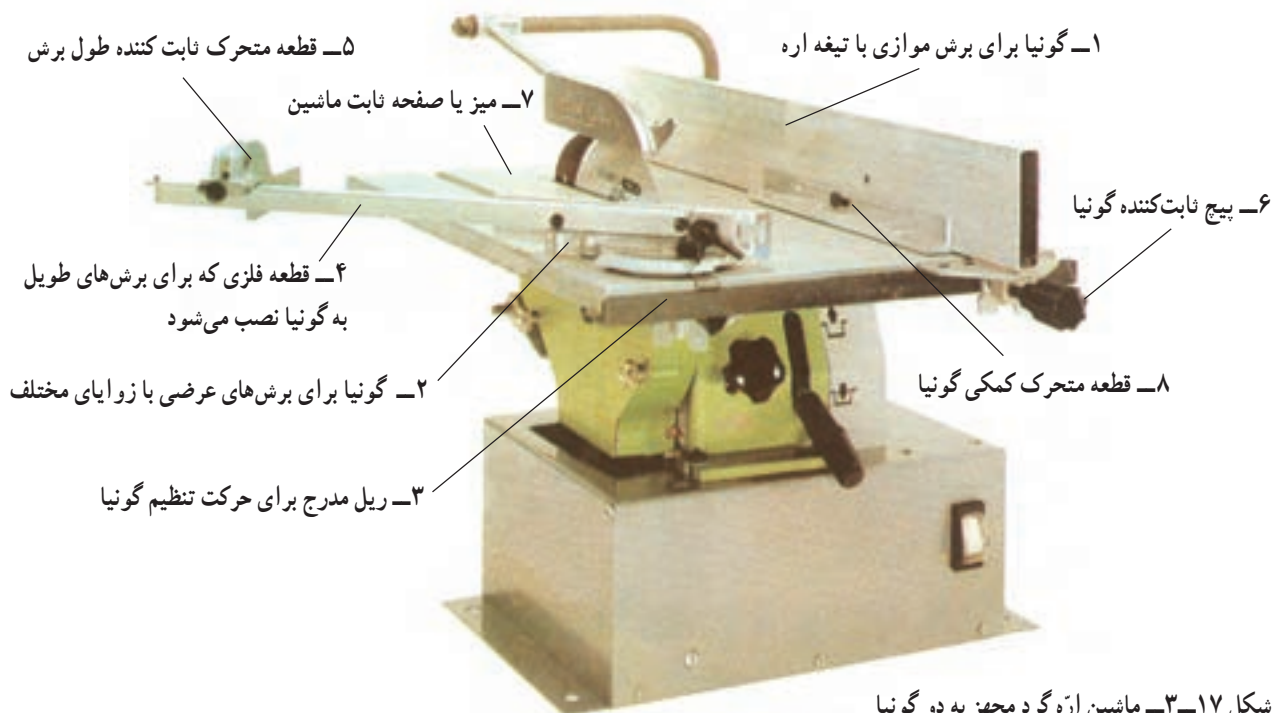 ۱ــ گونیا برای برش موازی با تیغه اره
۵ــ قطعه متحرک ثابت کننده طول برش
۷ــ میز یا صفحه ثابت ماشین
۶ــ پیچ ثابت‌کننده گونیا
۴ــ قطعه فلزی که برای برش‌های طویل
به گونیا نصب می‌شود
۸ــ قطعه متحرک کمکی گونیا
۲ــ گونیا برای برش‌های عرضی با زوایای مختلف
۳ــ ریل مدرج برای حرکت تنظیم گونیا
شکل ۱۷ــ۳ــ ماشین ارّه گرد مجهز به دو گونیا